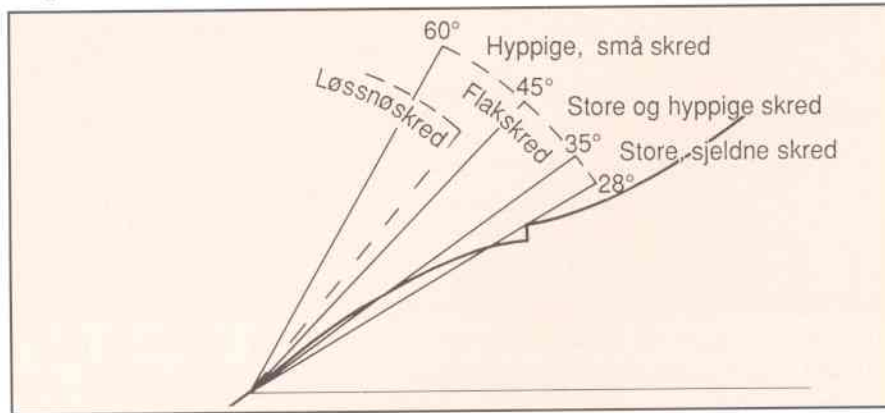 60°
Hyppige, små skred
Løssnøskred
45°
Flakskred
Store og hyppige skred
35°
Store, sjeldne skred
28°